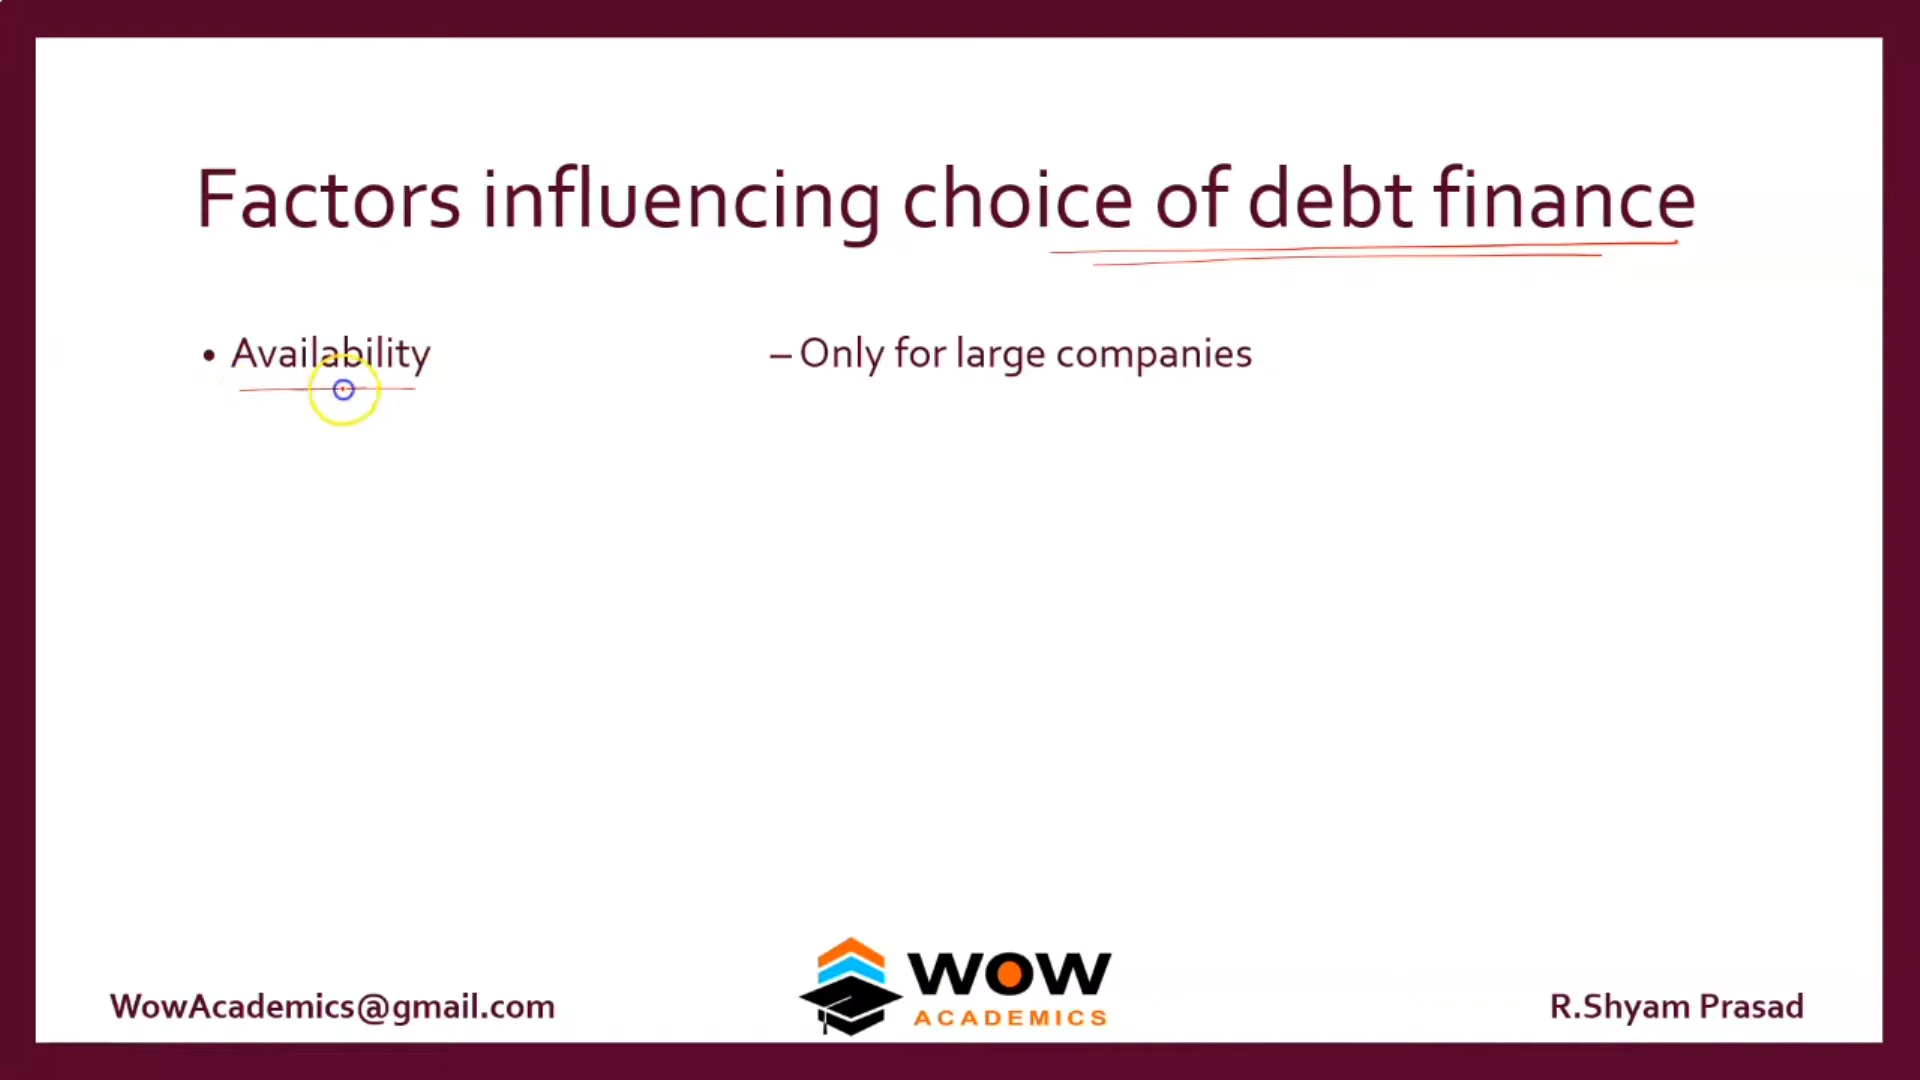 Factors influencing choice of debt finance
• Availability – Only for large companies
WowAcademics@gmail.com
WOW
ACADEMICS
R.Shyam Prasad